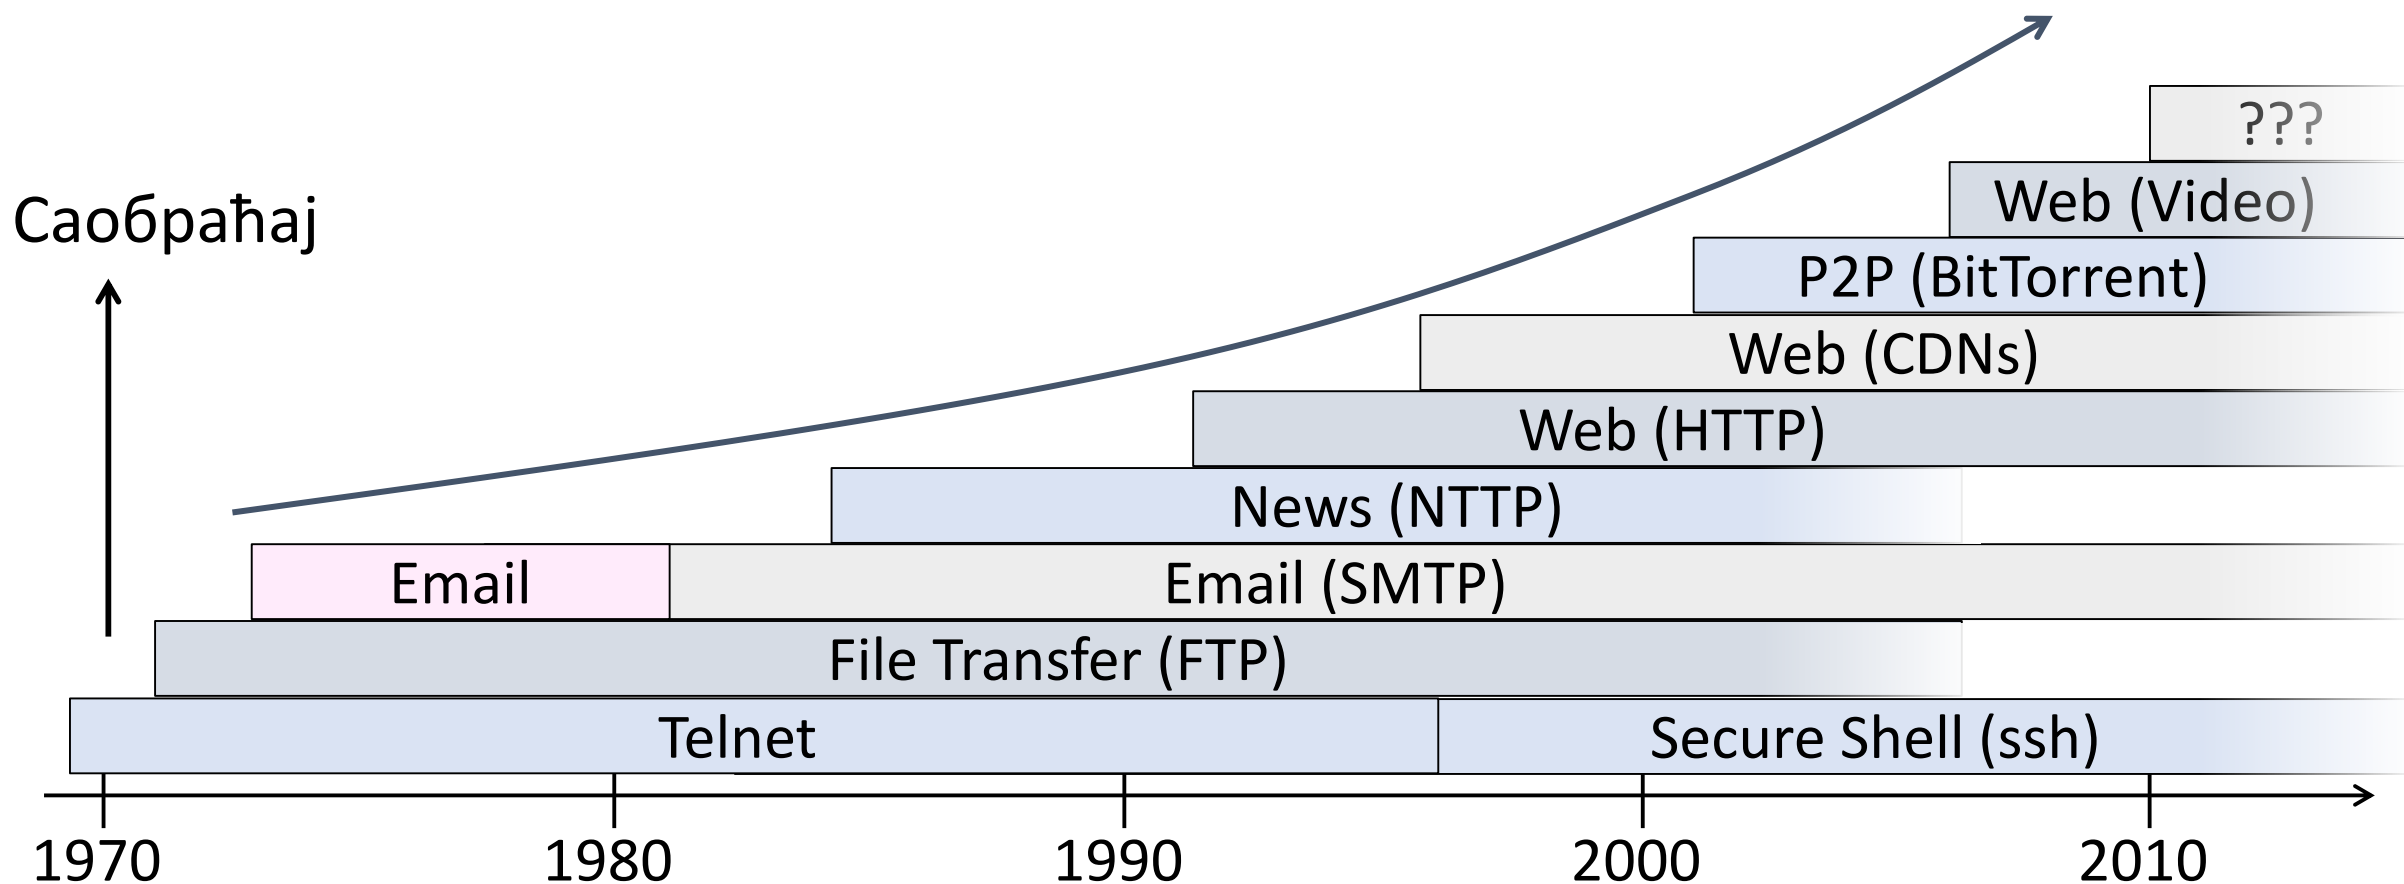 ???
Web (Video)
Саобраћај
P2P (BitTorrent)
Web (CDNs)
Web (HTTP)
News (NTTP)
Email Email (SMTP)
File Transfer (FTP)
Telnet Secure Shell (ssh)
1970 1980 1990 2000 2010